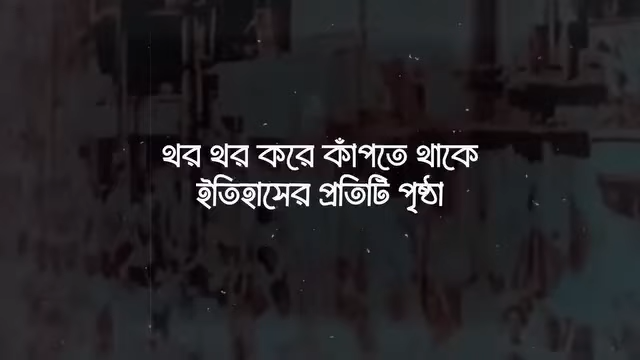 থর থর করে কাঁপতে থাকে
ইতিহাসের প্রতিটি পৃষ্ঠা